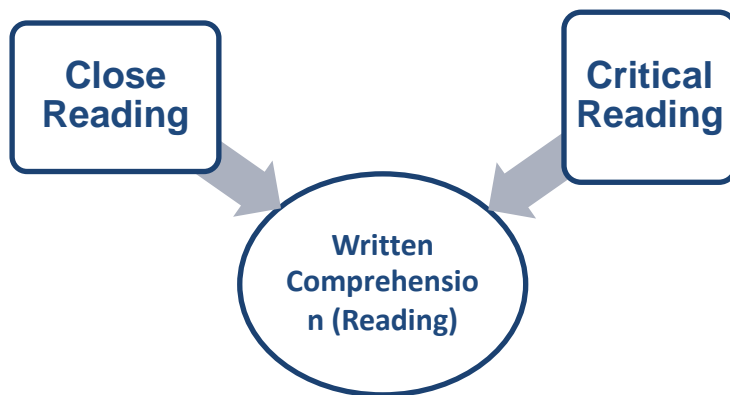 Close
Reading
Critical
Reading
Written
Comprehensio
n (Reading)